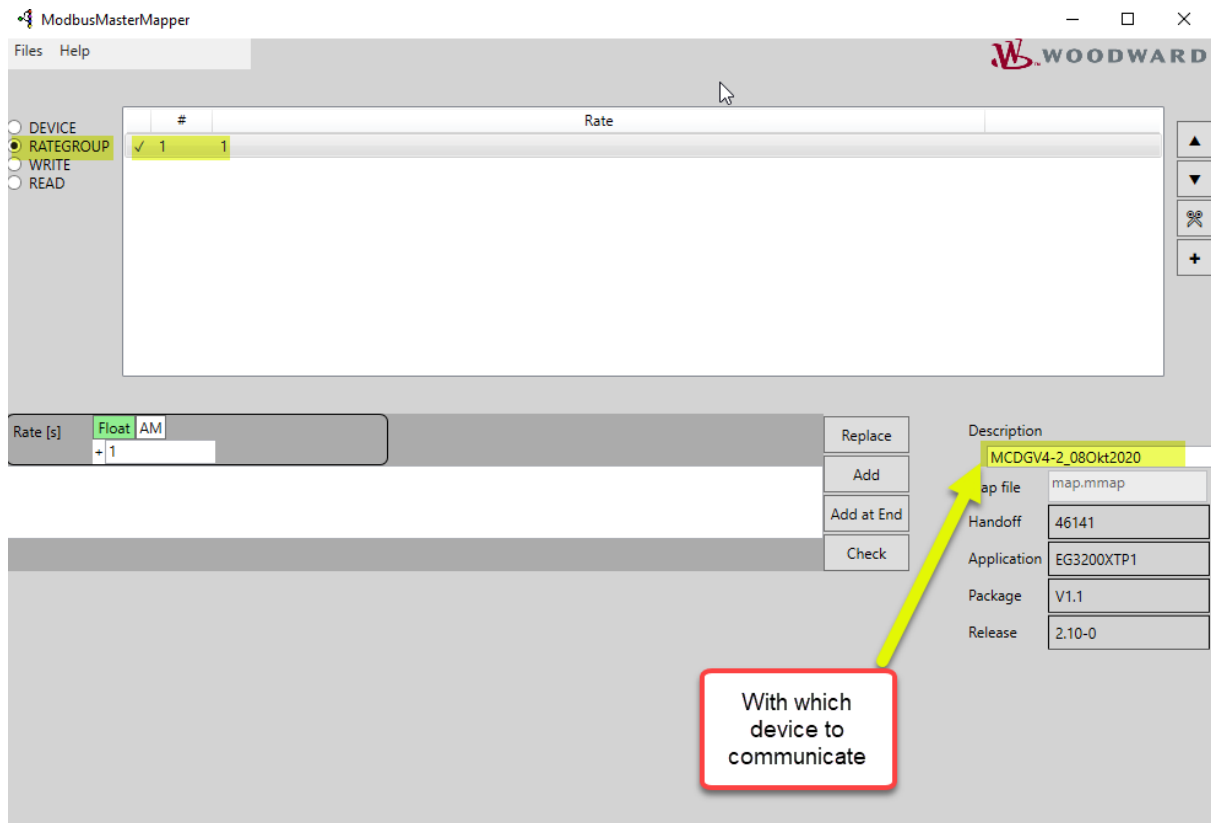 ModbusMasterMapper
Files Help
WOODWARD
DEVICE
RATEGROUP
WRITE
READ
# Rate
✓ 1 1
Rate [s] Float AM
+ 1
Replace
Add
Add at End
Check
Description
MCDGV4-2_08Okt2020
ap file map.mmap
Handoff 46141
Application EG3200XTP1
Package V1.1
Release 2.10-0
With which
device to
communicate